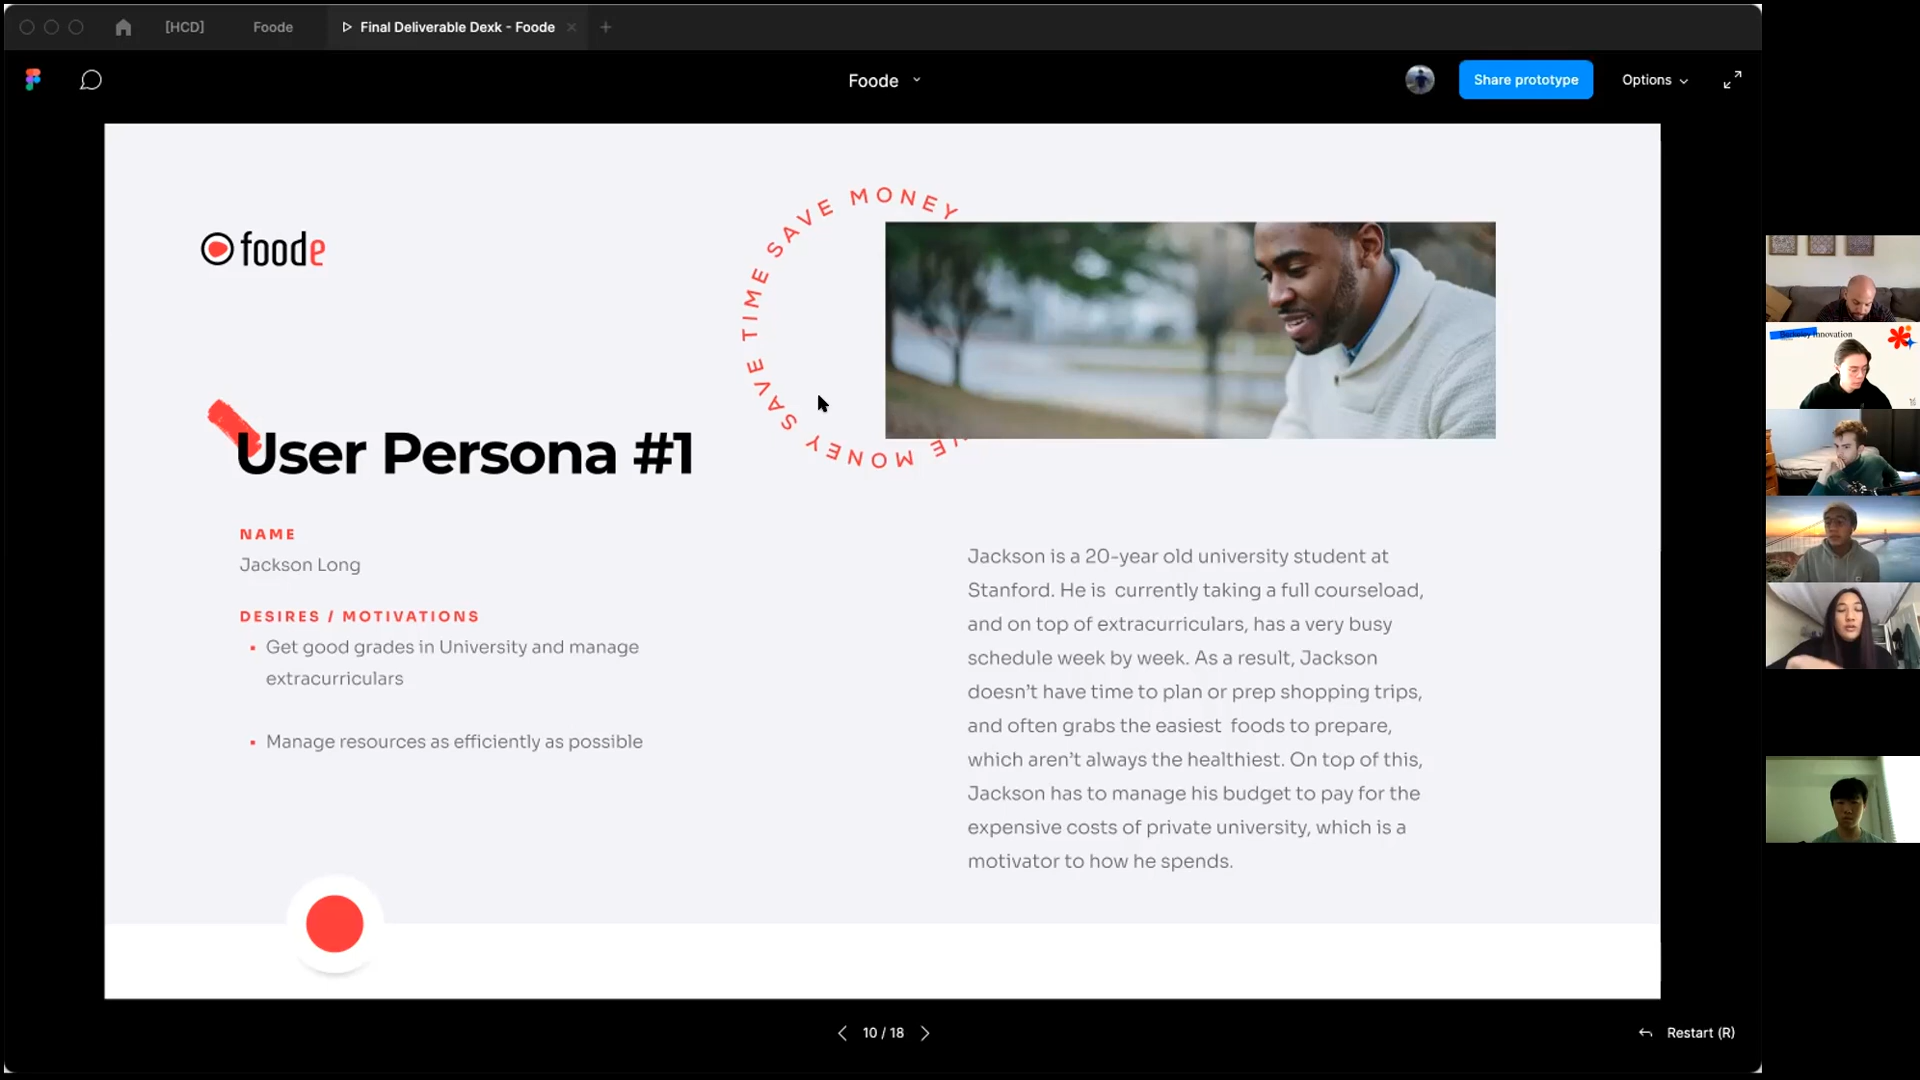 [HCD]
Foode
Final Deliverable Dexk - Foode
Foode
Share prototype
Options
foode
SAVE TIME SAVE MONEY
MONEY
User Persona #1
NAME
Jackson Long
DESIRES / MOTIVATIONS
Get good grades in University and manage
extracurriculars
Manage resources as efficiently as possible
Jackson is a 20-year old university student at
Stanford. He is currently taking a full courseload,
and on top of extracurriculars, has a very busy
schedule week by week. As a result, Jackson
doesn't have time to plan or prep shopping trips,
and often grabs the easiest foods to prepare,
which aren't always the healthiest. On top of this,
Jackson has to manage his budget to pay for the
expensive costs of private university, which is a
motivator to how he spends.
10 / 18
Restart (R)
Innovation